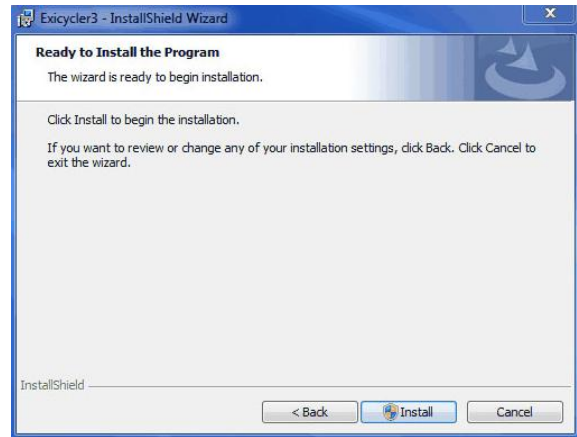 Exicycler3 - InstallShield Wizard
Ready to Install the Program
The wizard is ready to begin installation.
Click Install to begin the installation.
If you want to review or change any of your installation settings, click Back. Click Cancel to
exit the wizard.
InstallShield
< Back Install Cancel